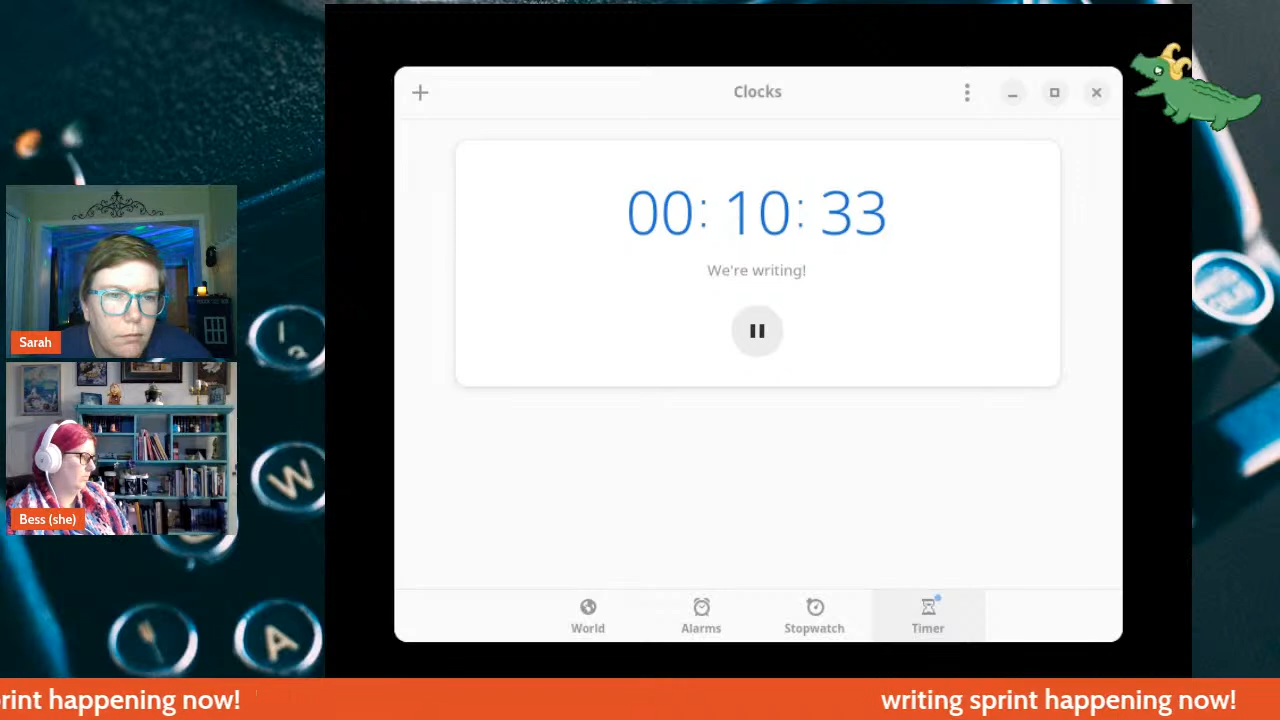 Clocks
00:10:33
We're writing!
World
Alarms
Stopwatch
Timer
Sarah
Bess (she)
I
W
A
rint happening now!
writing sprint happening now!